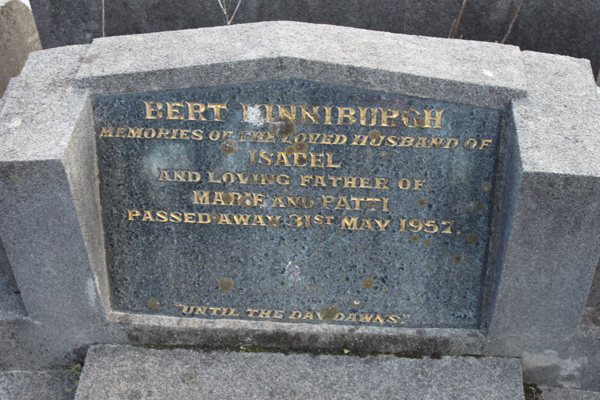 BERT KINNIBURGH
MEMORIES OF THE LOVED HUSBAND OF
ISABEL
AND LOVING FATHER OF
MARIE AND PATTI
PASSED AWAY 31ST MAY 1957.
"UNTIL THE DAY DAWNS."